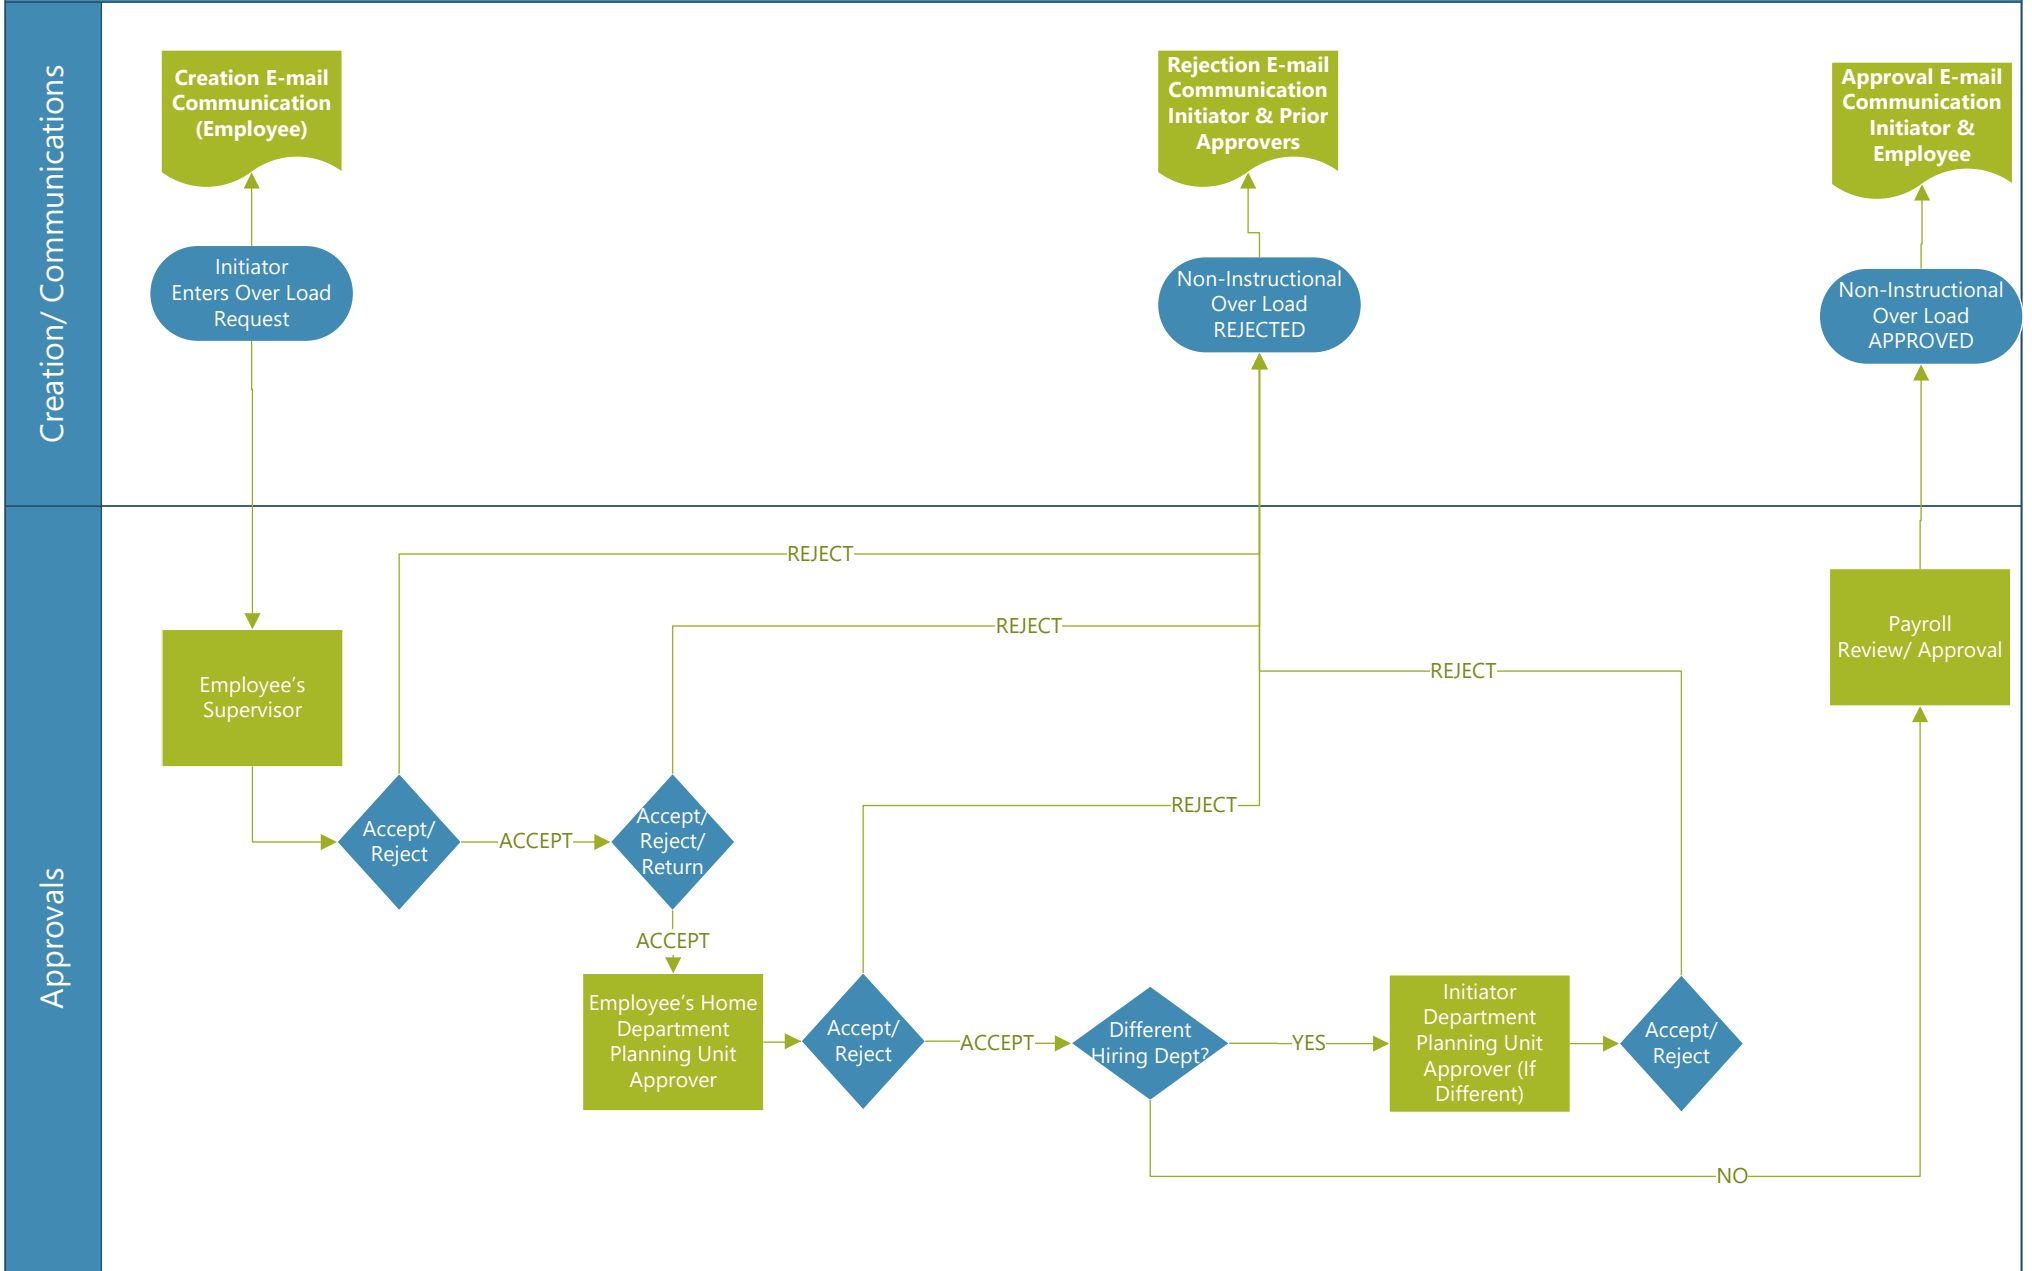 Creation/ Communications
Creation E-mail
Communication
(Employee)
Rejection E-mail
Communication
Initiator & Prior
Approvers
Approval E-mail
Communication
Initiator &
Employee
Initiator
Enters Over Load
Request
Non-Instructional
Over Load
REJECTED
Non-Instructional
Over Load
APPROVED
Approvals
REJECT
REJECT
REJECT
REJECT
Employee's
Supervisor
Payroll
Review/ Approval
Accept/
Reject
ACCEPT
Accept/
Reject/
Return
ACCEPT
Employee's Home
Department
Planning Unit
Approver
Accept/
Reject
ACCEPT
Different
Hiring Dept?
YES
Initiator
Department
Planning Unit
Approver (If
Different)
Accept/
Reject
NO